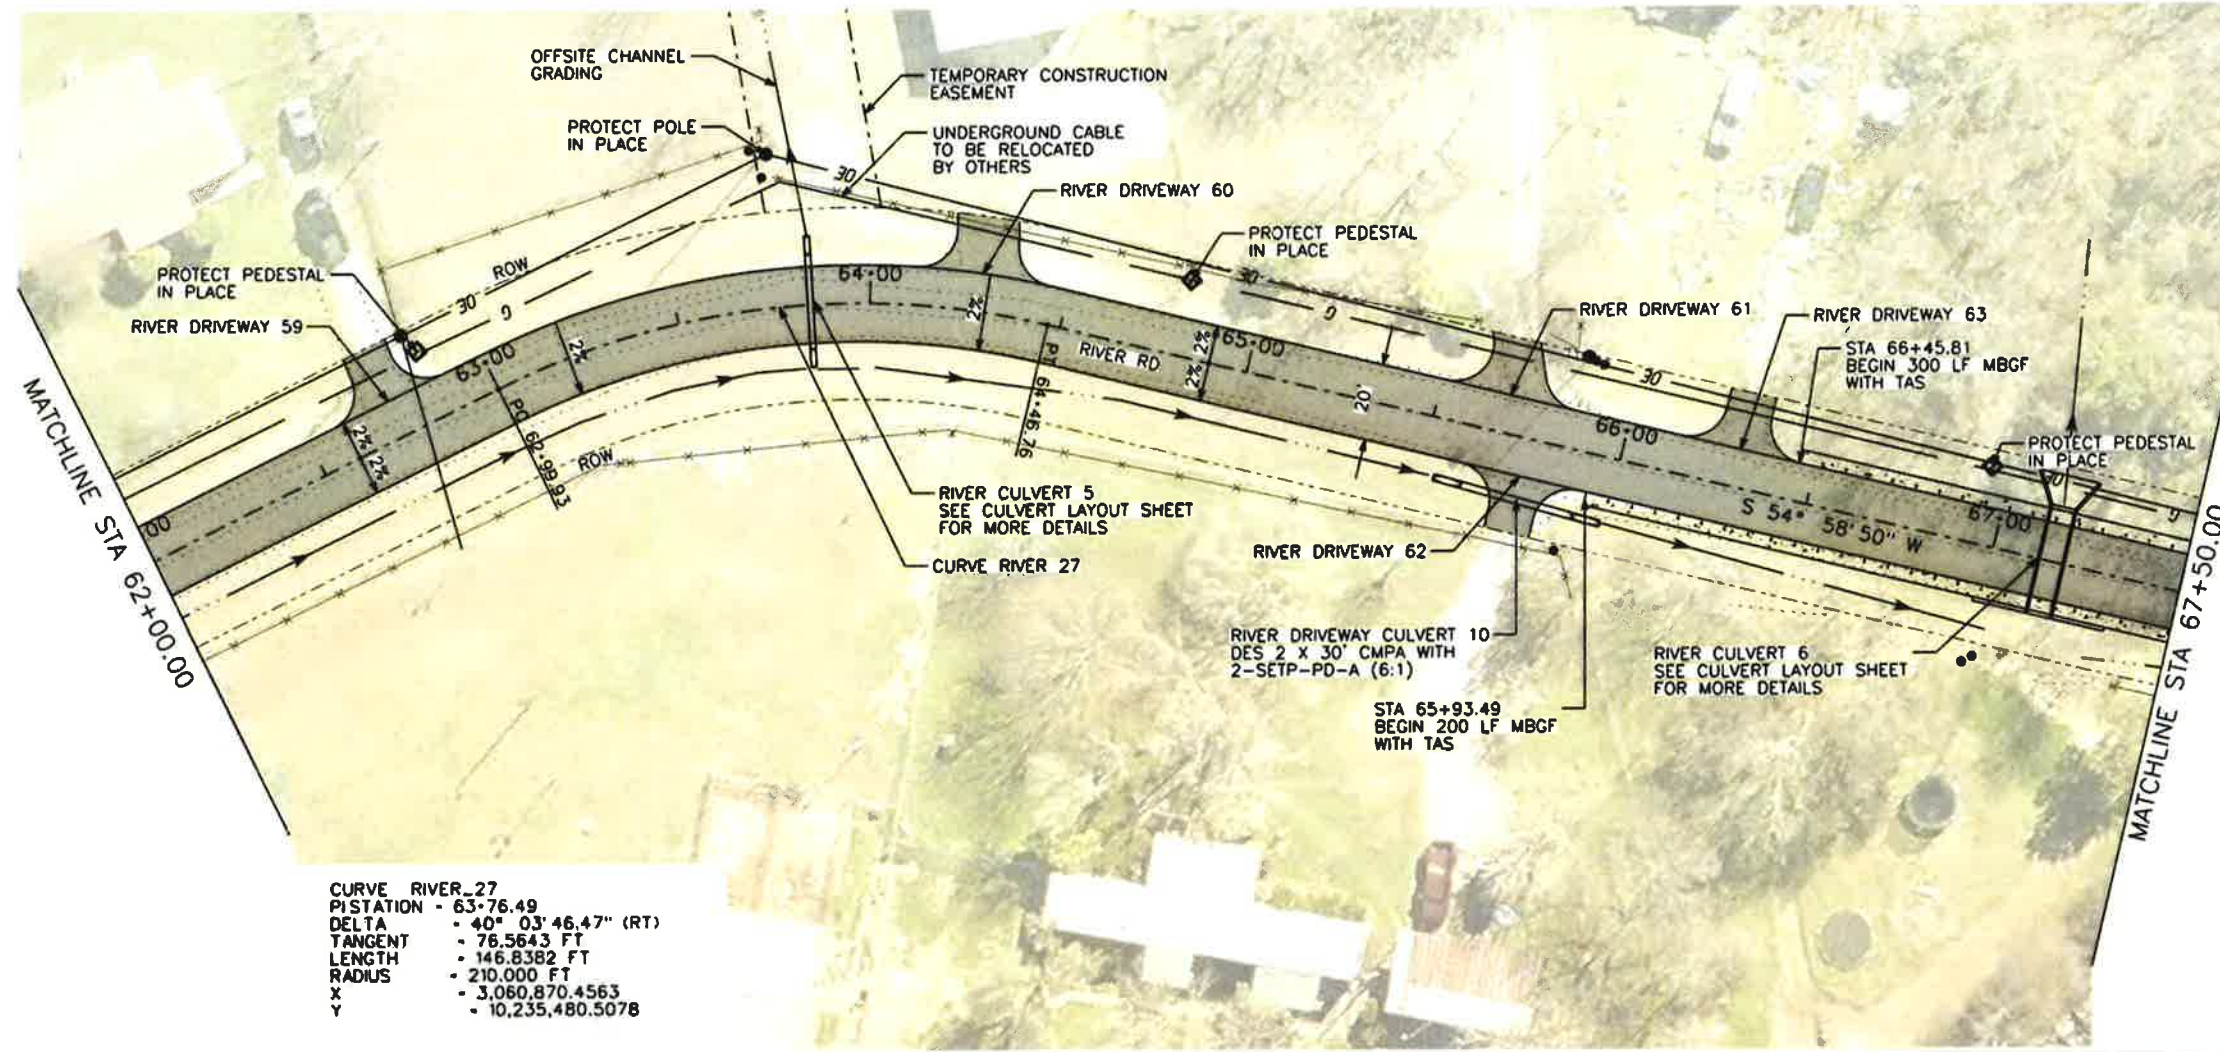 OFFSITE CHANNEL
GRADING
TEMPORARY CONSTRUCTION
EASEMENT
PROTECT POLE
IN PLACE
UNDERGROUND CABLE
TO BE RELOCATED
BY OTHERS
RIVER DRIVEWAY 60
PROTECT PEDESTAL
IN PLACE
PROTECT PEDESTAL
IN PLACE
RIVER DRIVEWAY 59
ROW
64+00
63+00
2%
2%
2% 2%
PC 62+99.93
ROW
RIVER RD
PT 64+46.76
2% 2%
65+00
20'
RIVER DRIVEWAY 61
RIVER DRIVEWAY 63
STA 66+45.81
BEGIN 300 LF MBGF
WITH TAS
66+00
PROTECT PEDESTAL
IN PLACE
S 54° 58' 50" W
67+00
00
MATCHLINE STA 62+00.00
RIVER CULVERT 5
SEE CULVERT LAYOUT SHEET
FOR MORE DETAILS
CURVE RIVER 27
RIVER DRIVEWAY 62
RIVER DRIVEWAY CULVERT 10
DES 2 X 30' CMPA WITH
2-SETP-PD-A (6:1)
STA 65+93.49
BEGIN 200 LF MBGF
WITH TAS
RIVER CULVERT 6
SEE CULVERT LAYOUT SHEET
FOR MORE DETAILS
MATCHLINE STA 67+50.00
CURVE RIVER_27
PI STATION = 63+76.49
DELTA = 40° 03' 46.47" (RT)
TANGENT = 76.5643 FT
LENGTH = 146.8382 FT
RADIUS = 210.000 FT
X = 3,060,870.4563
Y = 10,235,480.5078